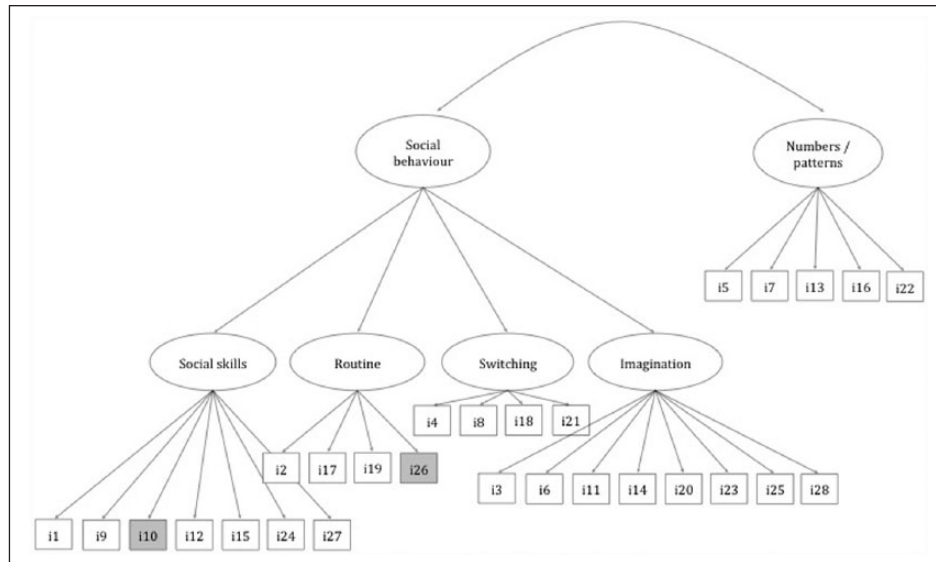 Social
behaviour
Numbers /
patterns
i5 i7 i13 i16 i22
Social skills Routine Switching Imagination
i4 i8 i18 i21
i2 i17 i19 i26
i3 i6 i11 i14 i20 i23 i25 i28
i1 i9 i10 i12 i15 i24 i27